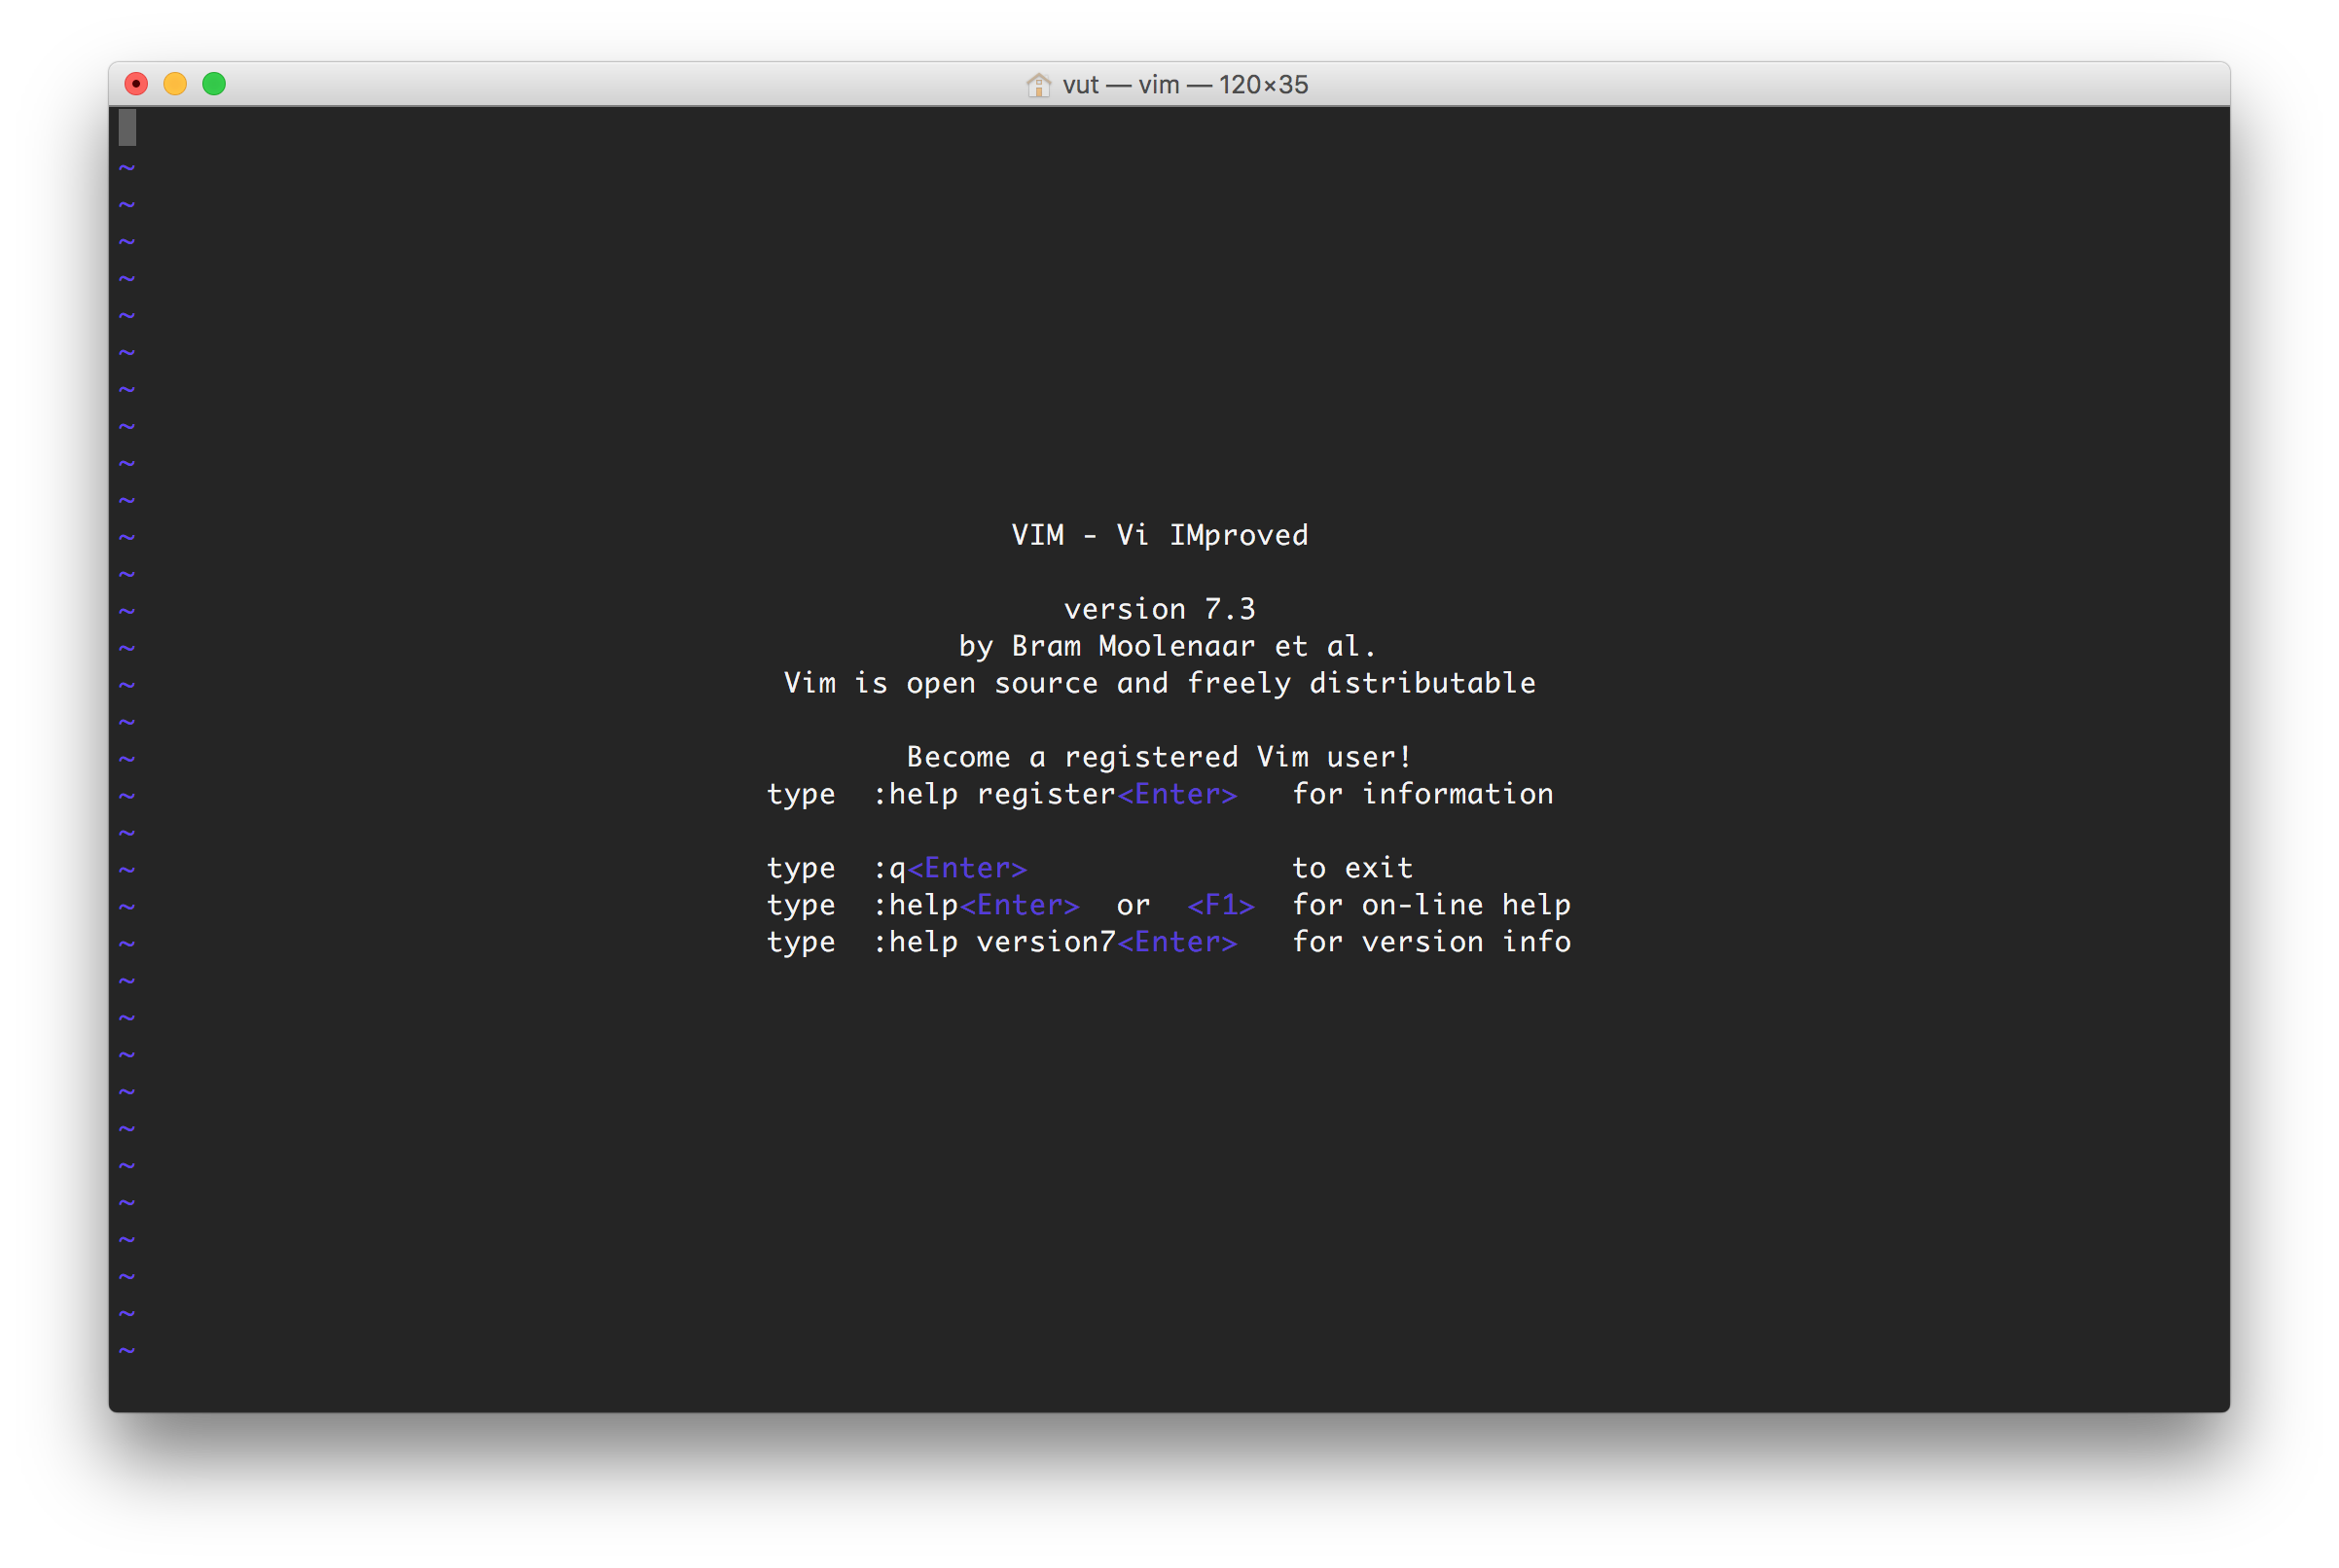 vut — vim — 120×35
~
~
~
~
~
~
~
~
~
~
~ VIM - Vi IMproved
~
~ version 7.3
~ by Bram Moolenaar et al.
~ Vim is open source and freely distributable
~
~ Become a registered Vim user!
~ type  :help register<Enter>   for information
~
~ type  :q<Enter>               to exit
~ type  :help<Enter>  or  <F1>  for on-line help
~ type  :help version7<Enter>   for version info
~
~
~
~
~
~
~
~
~
~
~